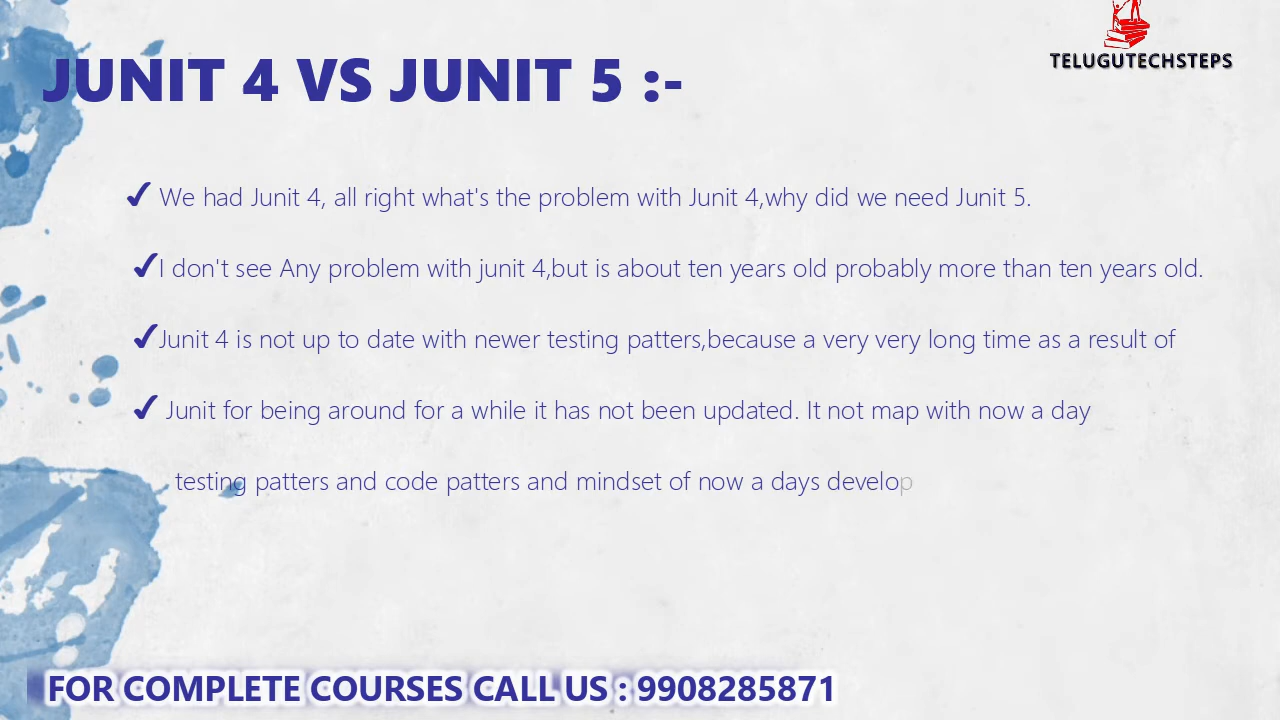 TELUGUTECHSTEPS
JUNIT 4 VS JUNIT 5 :-
✔ We had Junit 4, all right what's the problem with Junit 4,why did we need Junit 5.
✔I don't see Any problem with junit 4,but is about ten years old probably more than ten years old.
✔Junit 4 is not up to date with newer testing patters,because a very very long time as a result of
✔ Junit for being around for a while it has not been updated. It not map with now a day
testing patters and code patters and mindset of now a days develop
FOR COMPLETE COURSES CALL US : 9908285871